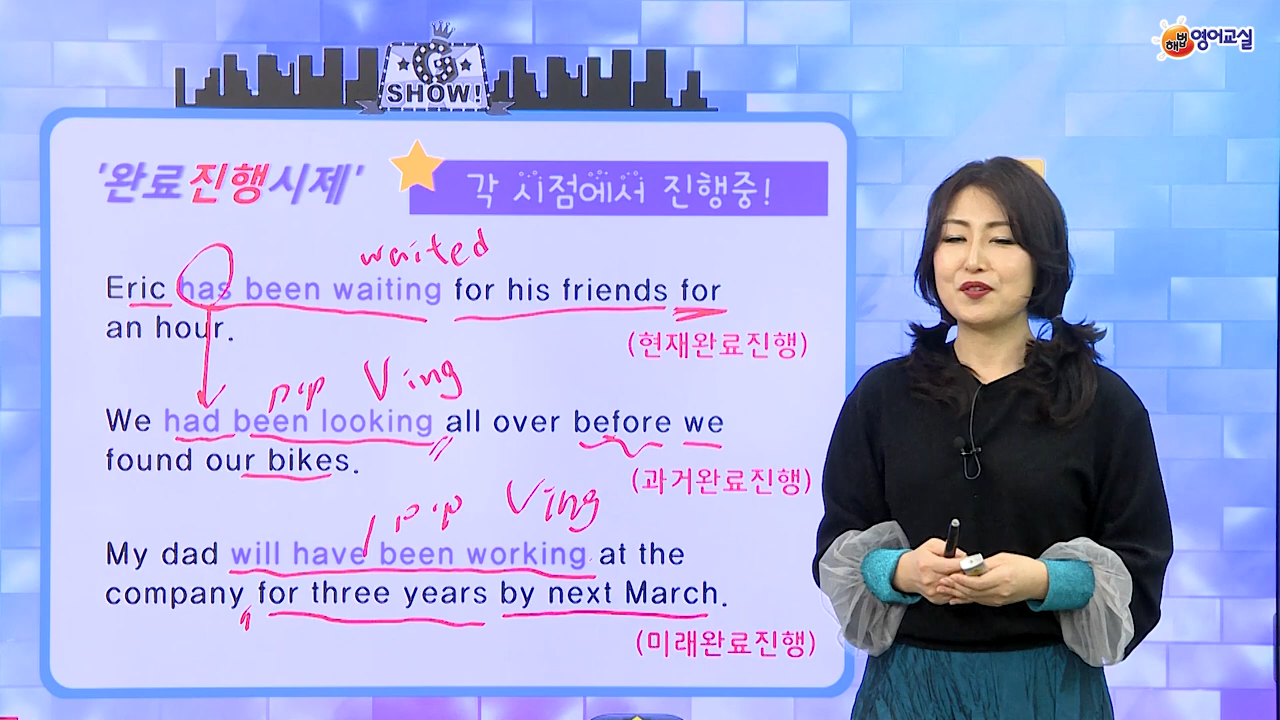 해법 영어교실
G
SHOW!
'완료진행시제'
각 시점에서 진행중!
waited
Eric has been waiting for his friends for
an hour.
(현재완료진행)
p.p Ving
We had been looking all over before we
found our bikes.
(과거완료진행)
p.p Ving
My dad will have been working at the
company for three years by next March.
(미래완료진행)